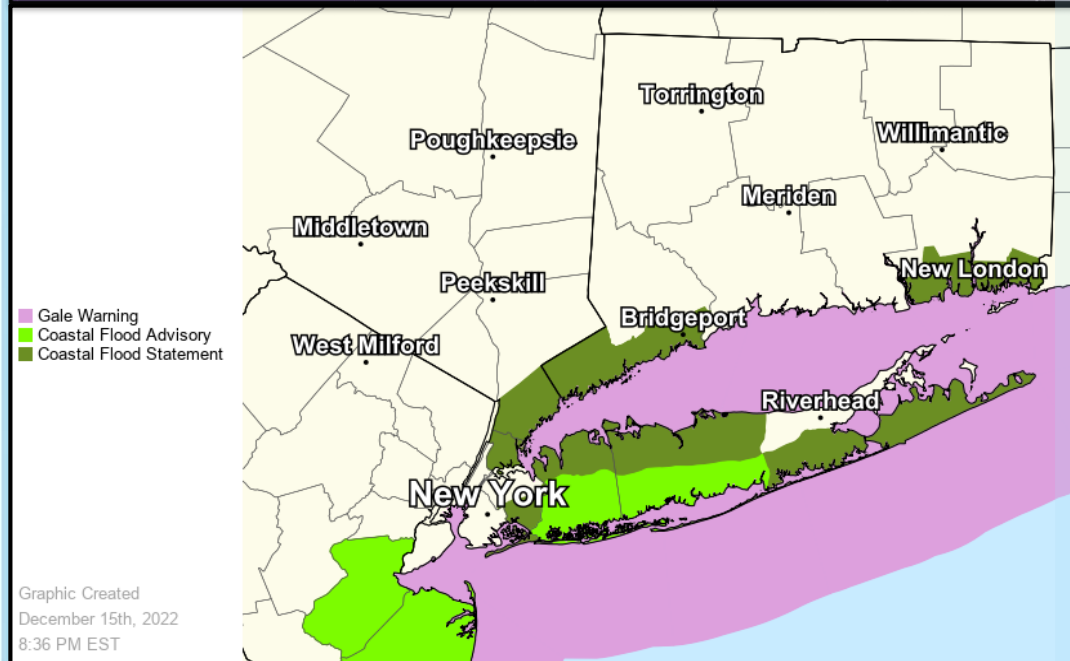 Torrington
Poughkeepsie
Willimantic
Meriden
Middletown
New London
Peekskill
Gale Warning
Bridgeport
Coastal Flood Advisory
West Milford
Coastal Flood Statement
Riverhead
New York
Graphic Created
December 15th, 2022
8:36 PM EST